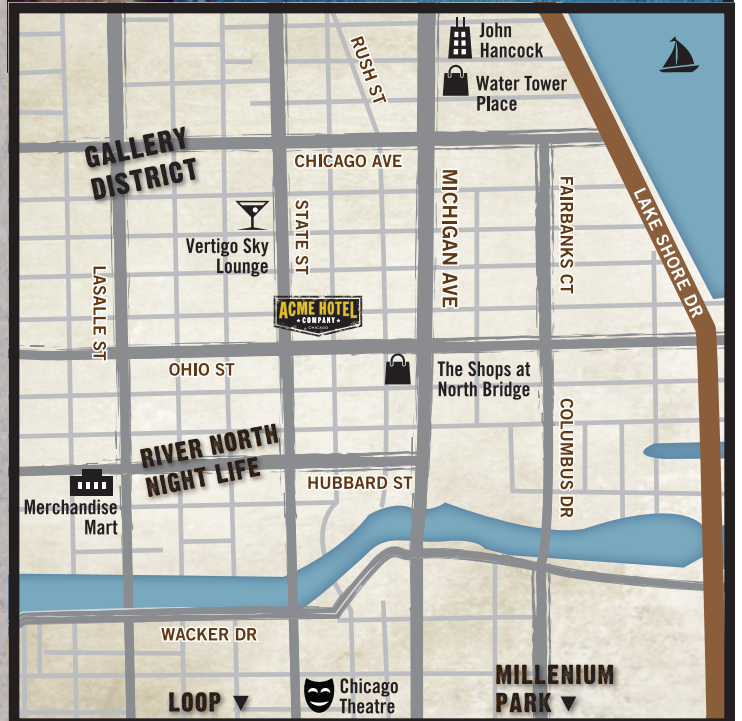 John
Hancock
Water Tower
Place
RUSH ST
GALLERY
DISTRICT
CHICAGO AVE
MICHIGAN AVE
FAIRBANKS CT
LAKE SHORE DR
STATE ST
Vertigo Sky
Lounge
LASALLE ST
ACME HOTEL
COMPANY
CHICAGO
OHIO ST
The Shops at
North Bridge
COLUMBUS DR
RIVER NORTH
NIGHT LIFE
HUBBARD ST
Merchandise
Mart
WACKER DR
LOOP
Chicago
Theatre
MILLENIUM
PARK